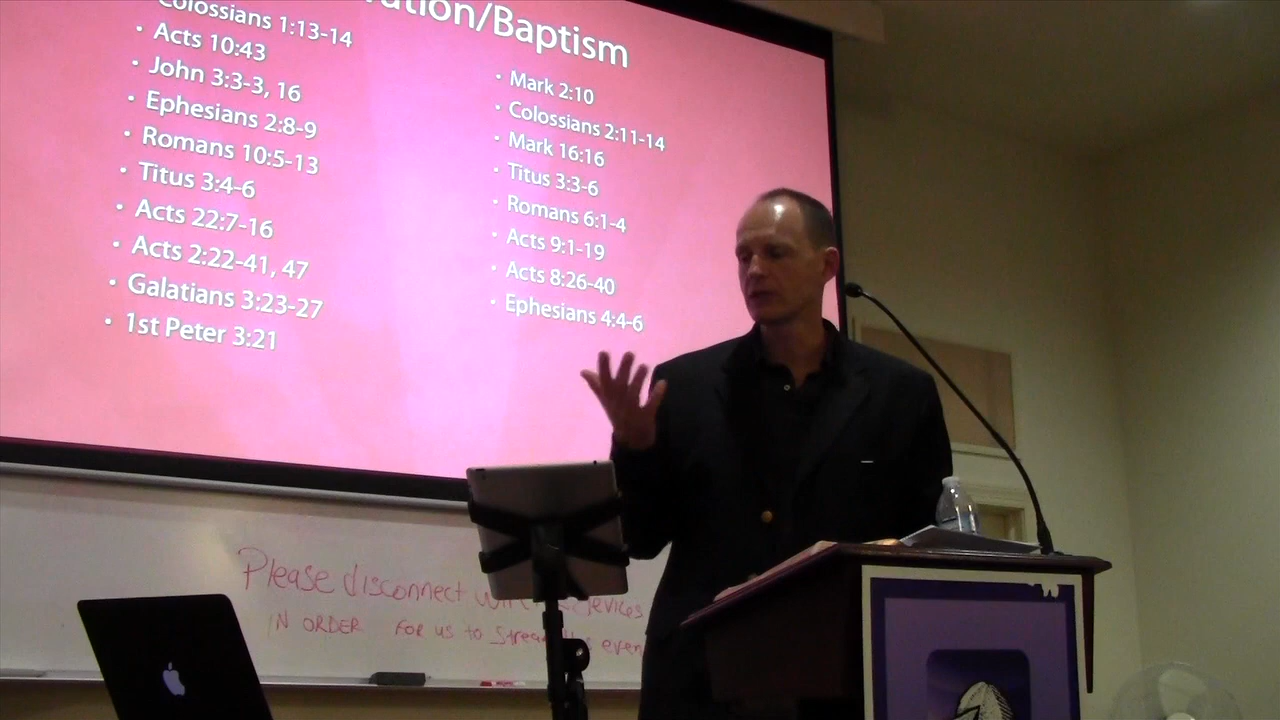 ration/Baptism
Colossians 1:13-14
• Acts 10:43
• John 3:3-3, 16
• Ephesians 2:8-9
• Romans 10:5-13
• Titus 3:4-6
• Acts 22:7-16
• Acts 2:22-41, 47
• Galatians 3:23-27
• 1st Peter 3:21
• Mark 2:10
• Colossians 2:11-14
• Mark 16:16
• Titus 3:3-6
• Romans 6:1-4
• Acts 9:1-19
• Acts 8:26-40
• Ephesians 4:4-6
Please disconnect
IN ORDER FOR US TO